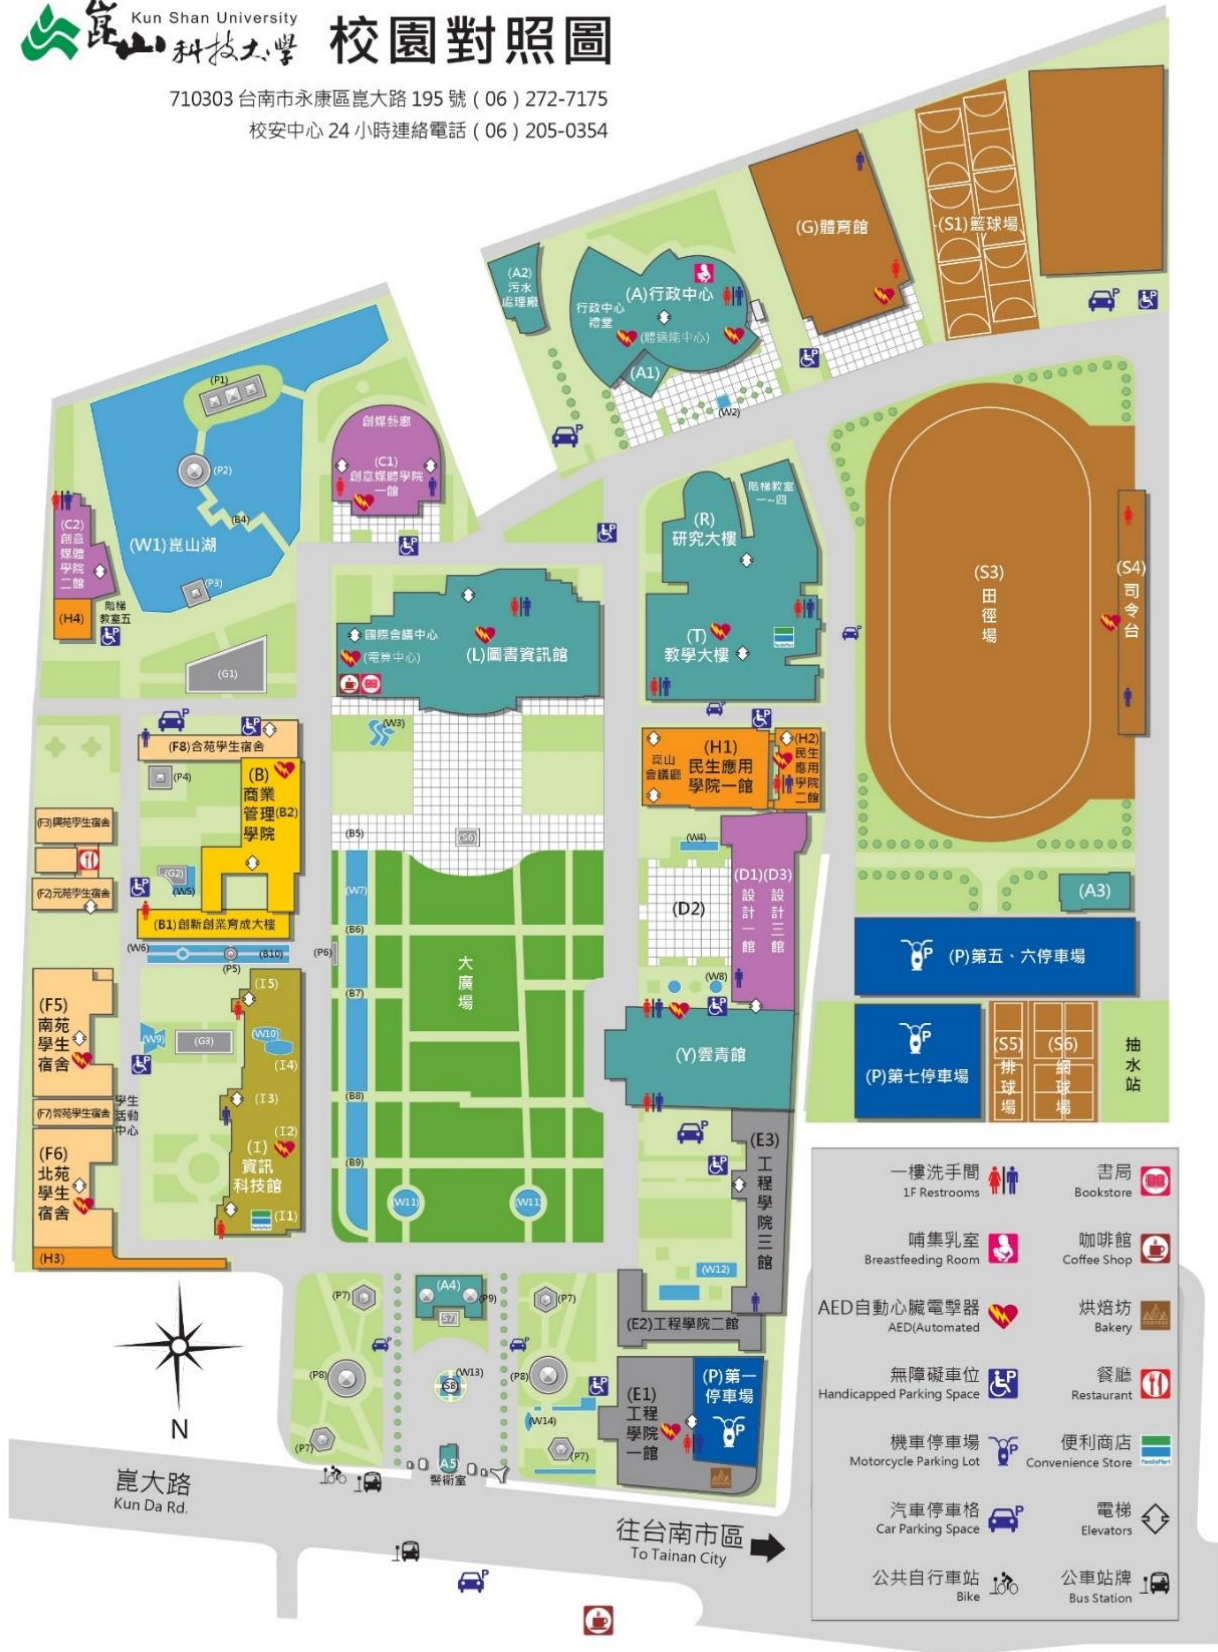 Kun Shan University
崑山科技大學
校園對照圖
710303 台南市永康區崑大路 195 號 ( 06 ) 272-7175
校安中心 24 小時連絡電話 ( 06 ) 205-0354
(G)體育館
(S1)籃球場
(A2)
污水
處理廠
(A)行政中心
行政中心
禮堂
(體適能中心)
(A1)
(W2)
(P1)
(P2)
(B4)
(W1)崑山湖
(P3)
創媒藝廊
(C1)
創意媒體學院
一館
(C2)
創意
媒體
學院
二館
(H4)
階梯
教室五
(G1)
階梯教室
一~四
(R)
研究大樓
(T)
教學大樓
國際會議中心
(電算中心)
(L)圖書資訊館
(S3)
田徑場
(S4)
司令台
(W3)
(F8)合苑學生宿舍
(P4)
(B)
商業
管理(B2)
學院
(F3)興苑學生宿舍
(F2)元苑學生宿舍
(G2)
(W5)
(B1)創新創業育成大樓
(W6)
(B10)
(P5)
(P6)
(H1)
民生應用
學院一館
崑山
會議廳
(H2)
民生
應用
學院
二館
(B5)
(W7)
(B6)
(B7)
(B8)
(B9)
大廣場
(W4)
(D1)(D3)
設計一館
設計三館
(D2)
(W8)
(A3)
(P)第五、六停車場
(P)第七停車場
(S5)
排球場
(S6)
網球場
抽水站
(F5)
南苑
學生
宿舍
(W9)
(G3)
(I5)
(W10)
(I4)
(I3)
(I2)
(I)
資訊
科技館
(I1)
學生
活動
中心
(F6)
北苑
學生
宿舍
(H3)
(Y)雲青館
(E3)
工程學院三館
(W11)
(W11)
(W12)
(E2)工程學院二館
(P7)
(A4)
(P9)
(S7)
(P7)
(P8)
(W13)
(S8)
(P8)
(W14)
(P7)
(P7)
(A5)
警衛室
(E1)
工程
學院
一館
(P)第一
停車場
N
崑大路
Kun Da Rd.
往台南市區
To Tainan City
一樓洗手間
1F Restrooms
書局
Bookstore
哺集乳室
Breastfeeding Room
咖啡館
Coffee Shop
AED自動心臟電擊器
AED(Automated
烘焙坊
Bakery
無障礙車位
Handicapped Parking Space
餐廳
Restaurant
機車停車場
Motorcycle Parking Lot
便利商店
Convenience Store
FamilyMart
汽車停車格
Car Parking Space
電梯
Elevators
公共自行車站
Bike
公車站牌
Bus Station